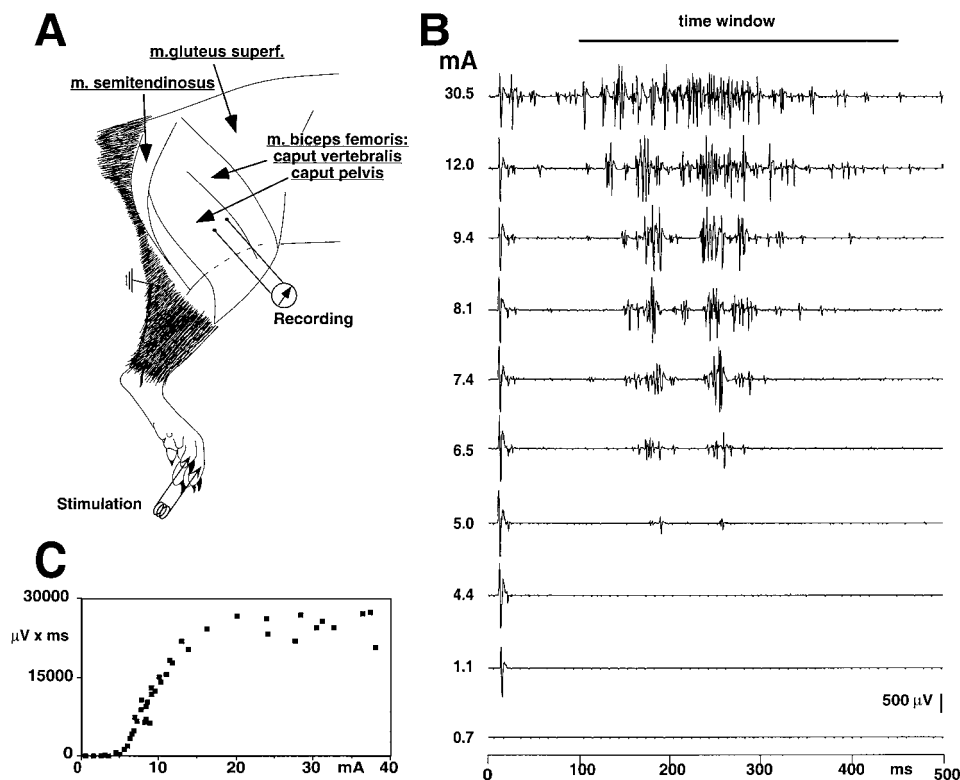 A
m.gluteus superf.
m. semitendinosus
m. biceps femoris:
caput vertebralis
caput pelvis
Recording
Stimulation
B
time window
mA
30.5
12.0
9.4
8.1
7.4
6.5
5.0
4.4
1.1
0.7
500 µV
0 100 200 300 400 ms 500
C
30000
µV x ms
15000
0
0 10 20 30 mA 40